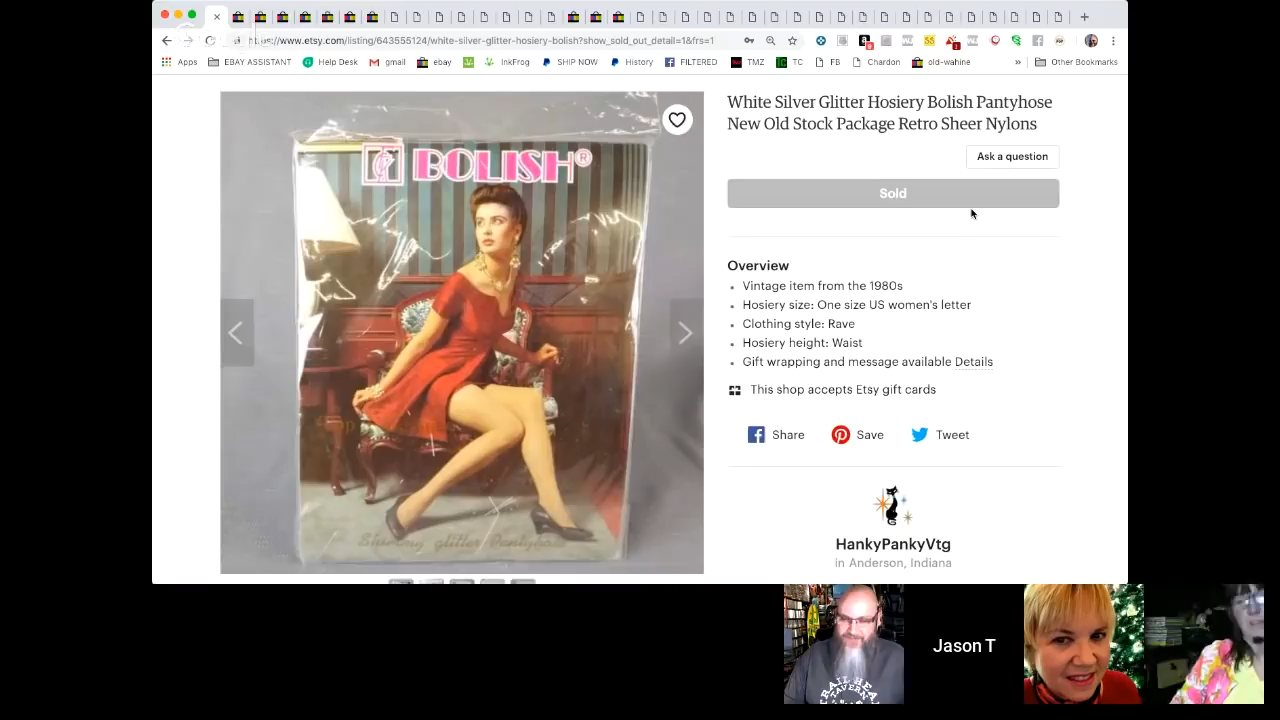 https://www.etsy.com/listing/643555124/white-silver-glitter-hosiery-bolish?show_sold_out_detail=1&frs=1
Apps EBAY ASSISTANT Help Desk gmail ebay InkFrog SHIP NOW History FILTERED TMZ TC FB Chardon old-wahine » Other Bookmarks
BOLISH®
glitter
White Silver Glitter Hosiery Bolish Pantyhose
New Old Stock Package Retro Sheer Nylons
Ask a question
Sold
Overview
Vintage item from the 1980s
Hosiery size: One size US women's letter
Clothing style: Rave
Hosiery height: Waist
Gift wrapping and message available Details
This shop accepts Etsy gift cards
Share Save Tweet
HankyPankyVtg
in Anderson, Indiana
TRAIL HEAD
TAVERN
Jason T